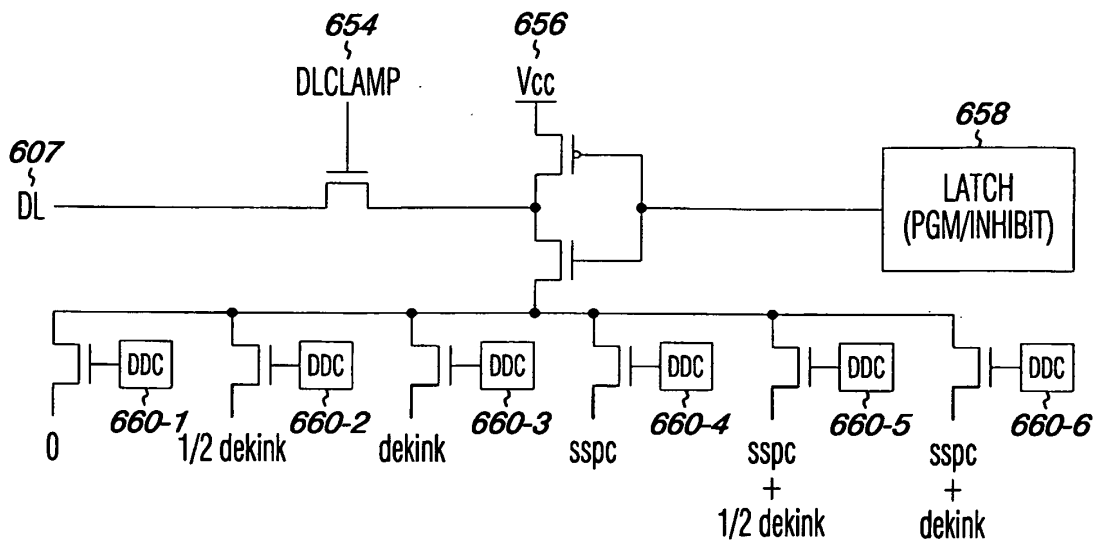 654
DLCLAMP
656
Vcc
658
LATCH
(PGM/INHIBIT)
607
DL
DDC
660-1
0
DDC
660-2
1/2 dekink
DDC
660-3
dekink
DDC
660-4
sspc
DDC
660-5
sspc
+
1/2 dekink
DDC
660-6
sspc
+
dekink